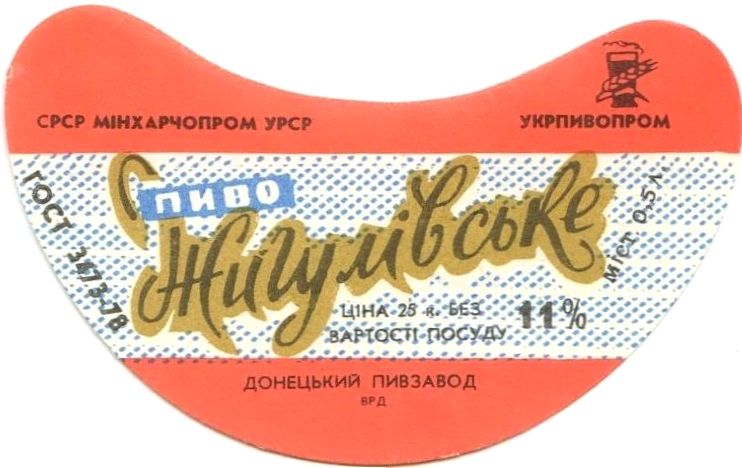 СРСР МІНХАРЧОПРОМ УРСР
УКРПИВОПРОМ
ГОСТ 3473-78
ПИВО
Жигулівське
Міст. 0,5 л.
ЦІНА 25 к. БЕЗ
ВАРТОСТІ ПОСУДУ
11%
ДОНЕЦЬКИЙ ПИВЗАВОД
ВРД